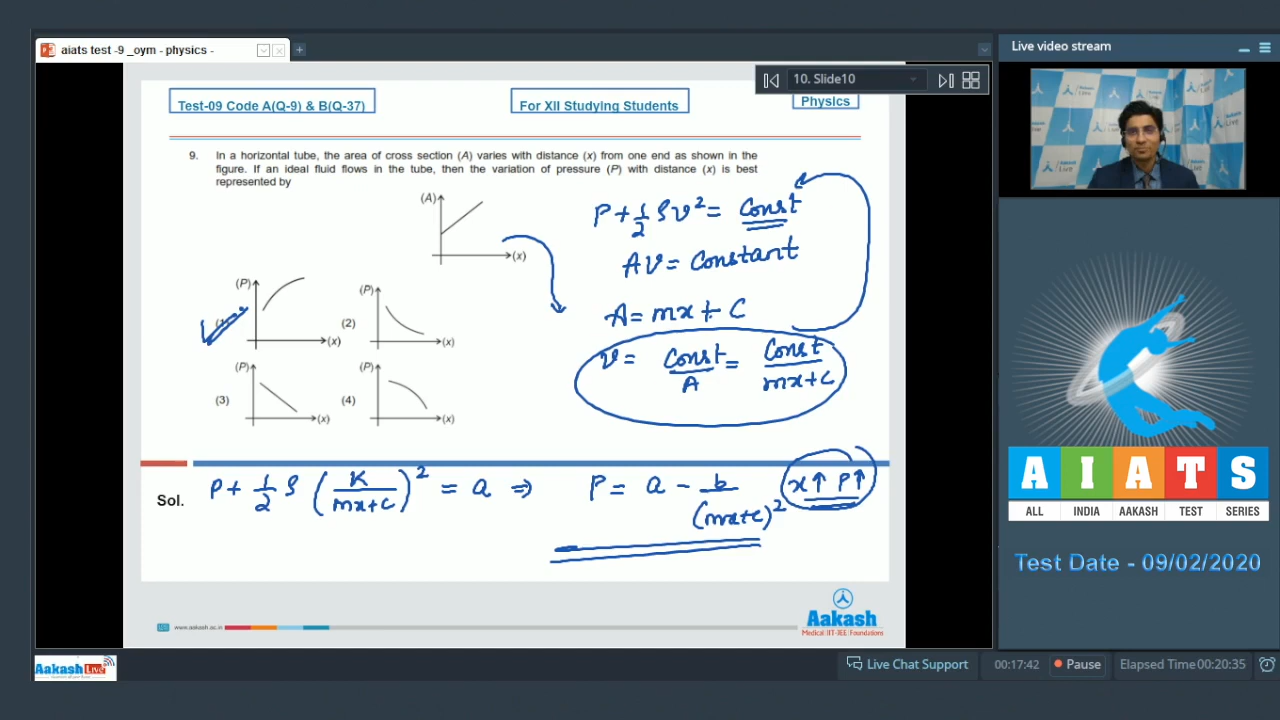 aiats test -9 _oym - physics -
Live video stream
10. Slide10
Test-09 Code A(Q-9) & B(Q-37)
For XII Studying Students
Physics
9. In a horizontal tube, the area of cross section (A) varies with distance (x) from one end as shown in the
figure. If an ideal fluid flows in the tube, then the variation of pressure (P) with distance (x) is best
represented by
(A)
(x)
P + 1/2 ρv² = Const
Av = Constant
A = mx + C
v = Const/A = Const/mx+C
(P)
(1)
(x)
(P)
(2)
(x)
(P)
(3)
(x)
(P)
(4)
(x)
Sol. P + 1/2 ρ (K/mx+C)² = a ⇒ P = a - b/(mx+c)² x↑ P↑
AIATS
ALL INDIA AAKASH TEST SERIES
Test Date - 09/02/2020
www.aakash.ac.in
Aakash
Medical|IIT-JEE|Foundations
Aakash Live
Live Chat Support
00:17:42
Pause
Elapsed Time 00:20:35